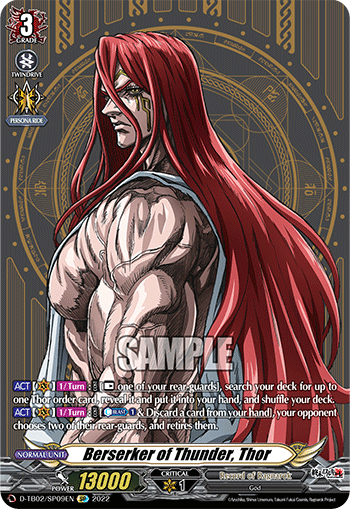 3
GRADE
TWINDRIVE
PERSONA RIDE
SAMPLE
ACT 1/Turn : one of your rear-guards], search your deck for up to
one Thor order card, reveal it and put it into your hand, and shuffle your deck.
ACT 1/Turn : BLAST 1 & Discard a card from your hand], your opponent
chooses two of their rear-guards, and retires them.
NORMAL UNIT
Berserker of Thunder, Thor
POWER 13000
CRITICAL
1
Record of Ragnarok
God
D-TB02/SP09EN SP 2022